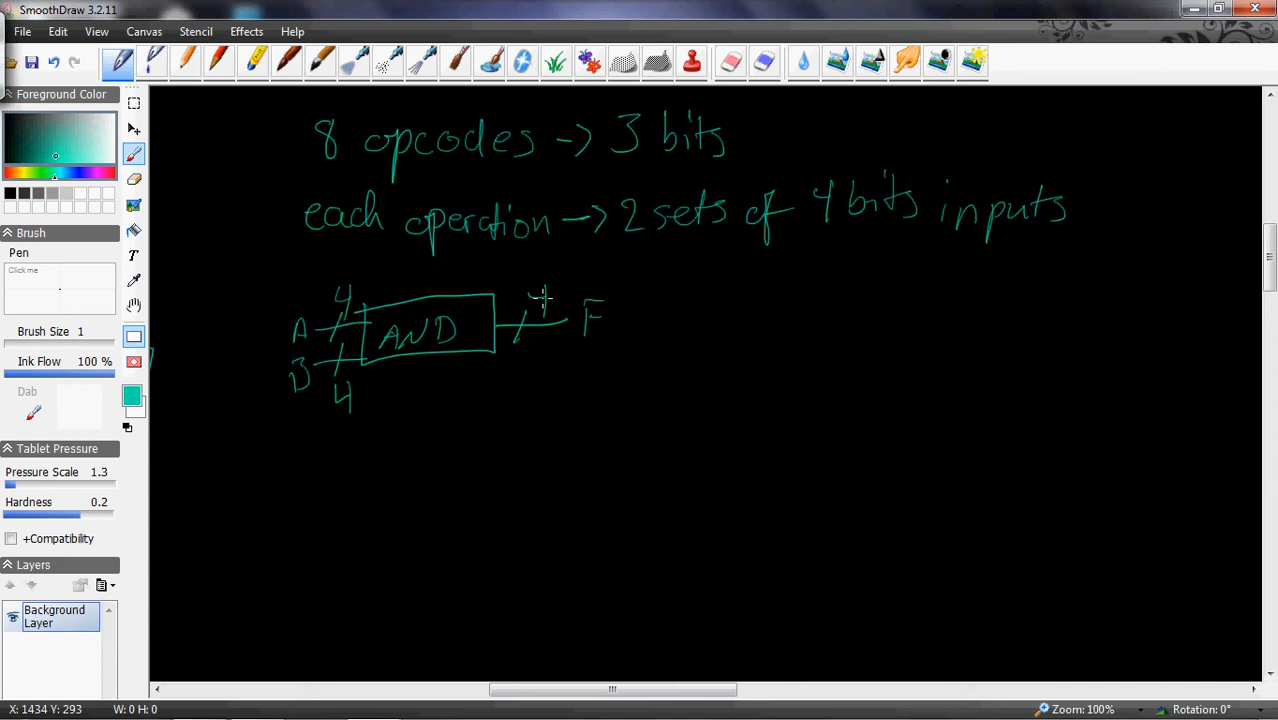 SmoothDraw 3.2.11
File Edit View Canvas Stencil Effects Help
Foreground Color
Brush
Pen
Click me
Brush Size 1
Ink Flow 100%
Dab
Tablet Pressure
Pressure Scale 1.3
Hardness 0.2
+Compatibility
Layers
Background Layer
8 opcodes -> 3 bits
each operction -> 2 sets of 4 bits inputs
4 4
A AND F
B
4
X: 1434 Y: 293 W: 0 H: 0 Zoom: 100% Rotation: 0°